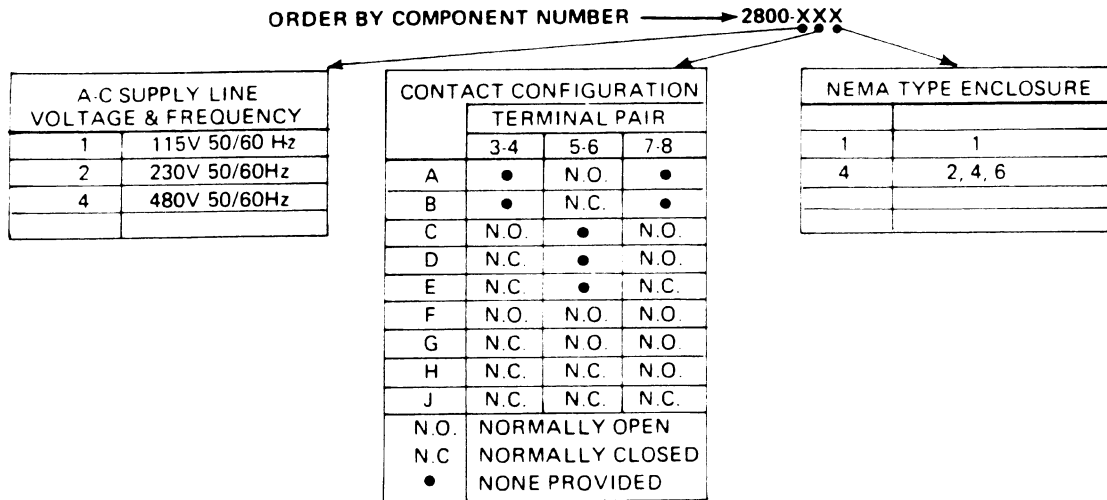 ORDER BY COMPONENT NUMBER 2800-XXX
A-C SUPPLY LINE
VOLTAGE & FREQUENCY
1 115V 50/60 Hz
2 230V 50/60Hz
4 480V 50/60Hz
CONTACT CONFIGURATION
TERMINAL PAIR
3-4 5-6 7-8
A ● N.O. ●
B ● N.C. ●
C N.O. ● N.O.
D N.C. ● N.O.
E N.C. ● N.C.
F N.O. N.O. N.O.
G N.C. N.O. N.O.
H N.C. N.C. N.O.
J N.C. N.C. N.C.
N.O. NORMALLY OPEN
N.C NORMALLY CLOSED
● NONE PROVIDED
NEMA TYPE ENCLOSURE
1 1
4 2, 4, 6